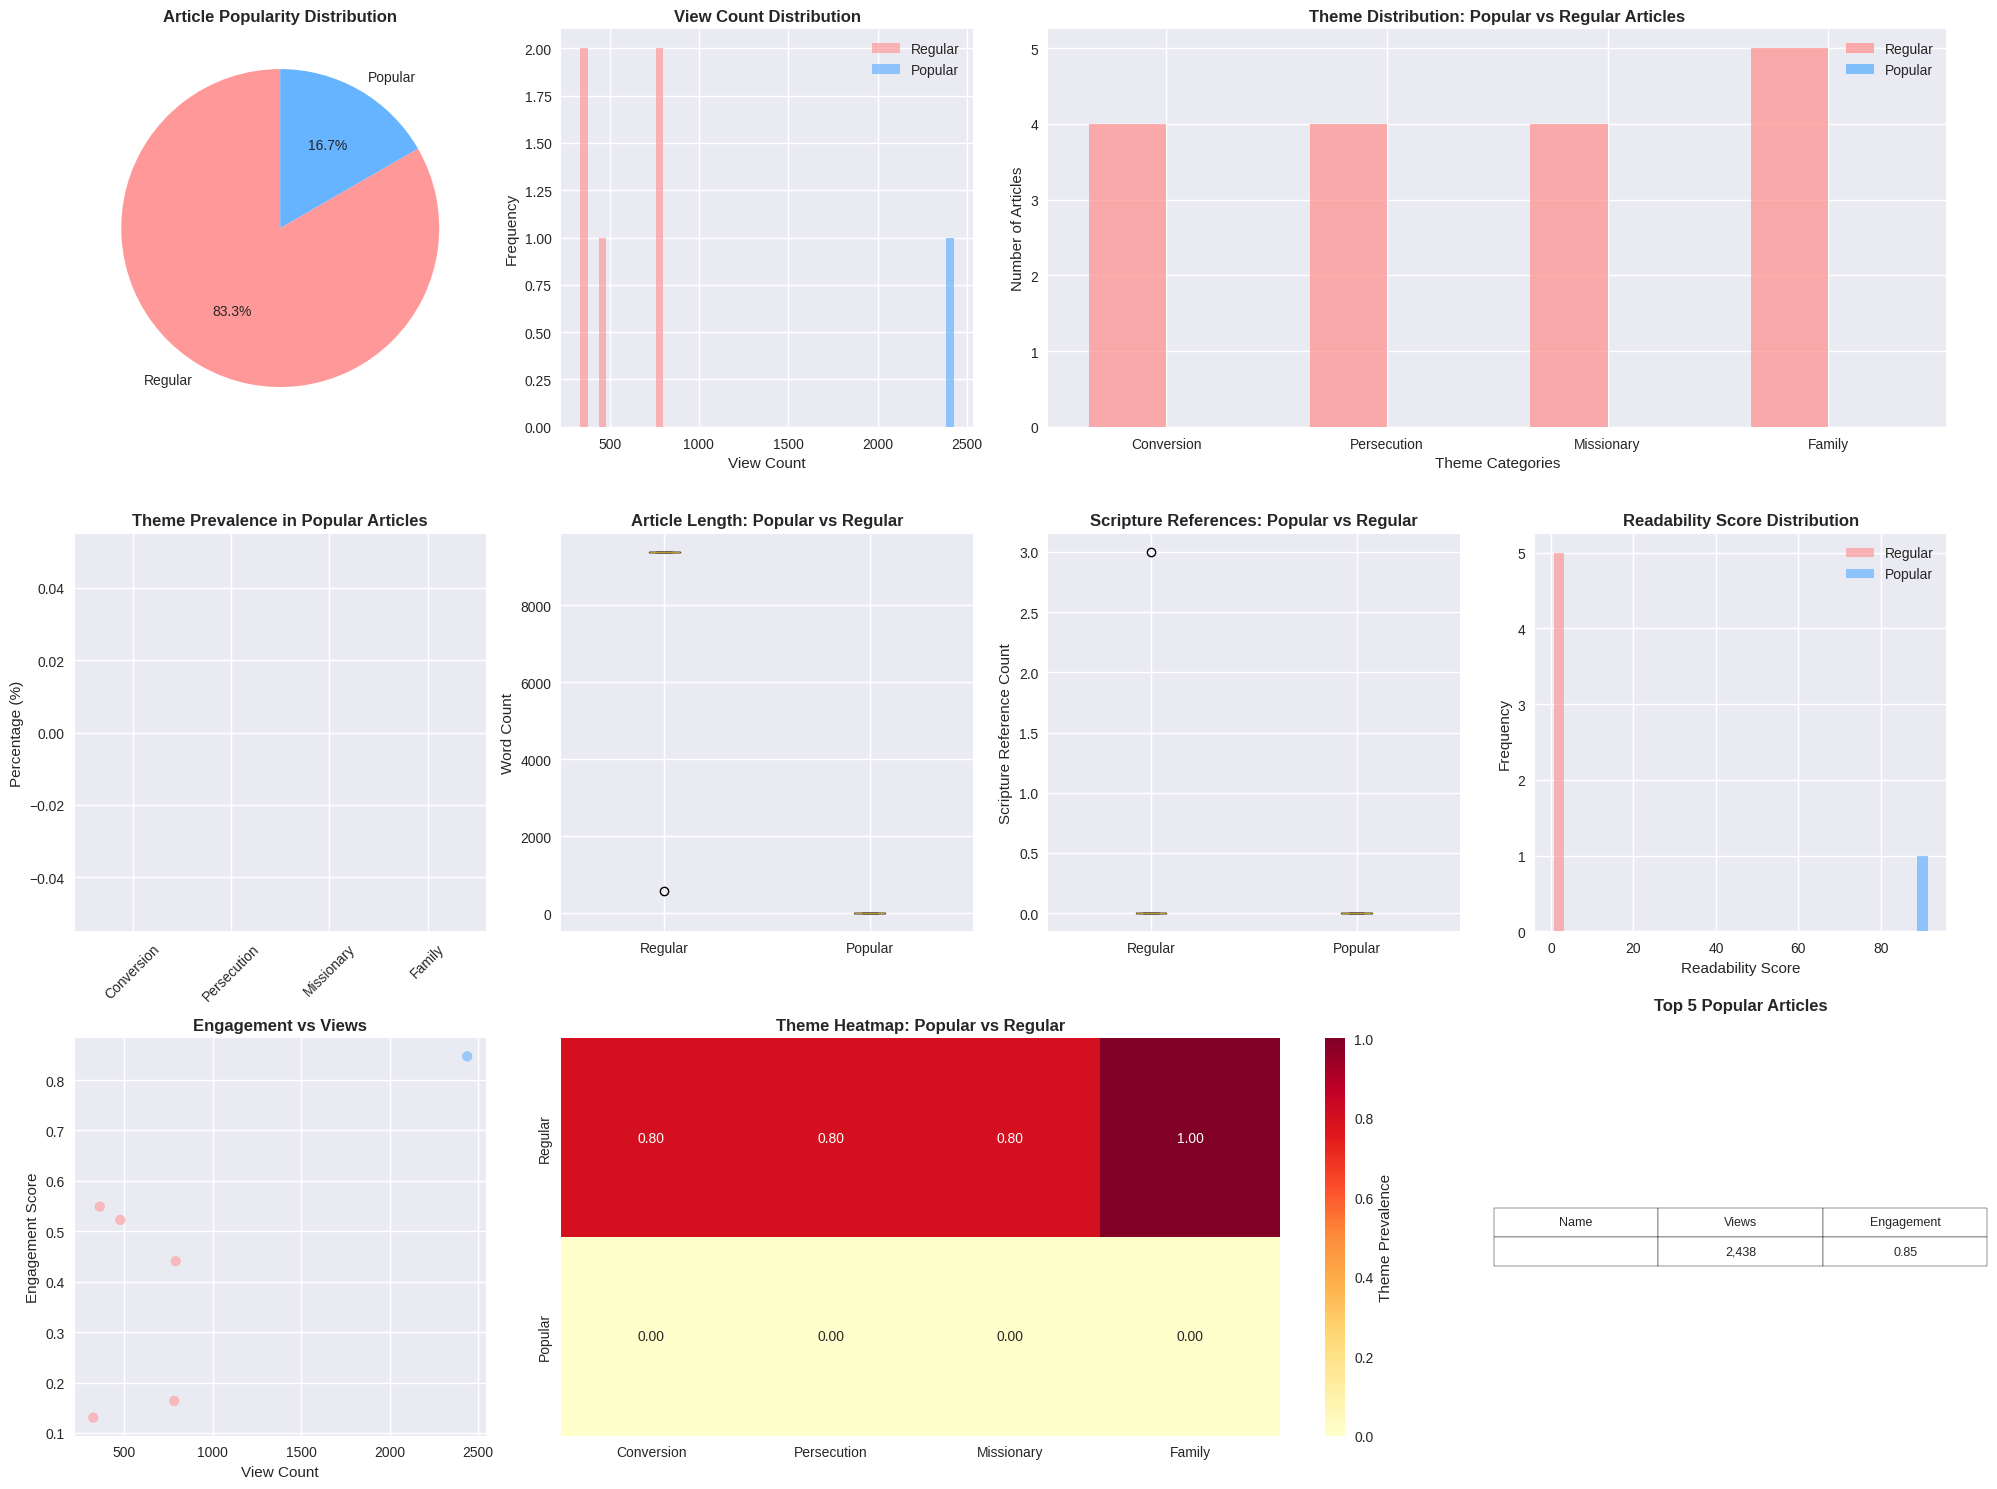 Article Popularity Distribution
Popular
16.7%
83.3%
Regular
View Count Distribution
Regular
Popular
Frequency
2.00
1.75
1.50
1.25
1.00
0.75
0.50
0.25
0.00
500 1000 1500 2000 2500
View Count
Theme Distribution: Popular vs Regular Articles
Regular
Popular
Number of Articles
5
4
3
2
1
0
Conversion Persecution Missionary Family
Theme Categories
Theme Prevalence in Popular Articles
Percentage (%)
0.04
0.02
0.00
−0.02
−0.04
Conversion Persecution Missionary Family
Article Length: Popular vs Regular
Word Count
8000
6000
4000
2000
0
Regular Popular
Scripture References: Popular vs Regular
Scripture Reference Count
3.0
2.5
2.0
1.5
1.0
0.5
0.0
Regular Popular
Readability Score Distribution
Regular
Popular
Frequency
5
4
3
2
1
0
0 20 40 60 80
Readability Score
Engagement vs Views
Engagement Score
0.8
0.7
0.6
0.5
0.4
0.3
0.2
0.1
500 1000 1500 2000 2500
View Count
Theme Heatmap: Popular vs Regular
Regular
0.80 0.80 0.80 1.00
Popular
0.00 0.00 0.00 0.00
Conversion Persecution Missionary Family
1.0
0.8
0.6
0.4
0.2
0.0
Theme Prevalence
Top 5 Popular Articles
Name Views Engagement
2,438 0.85